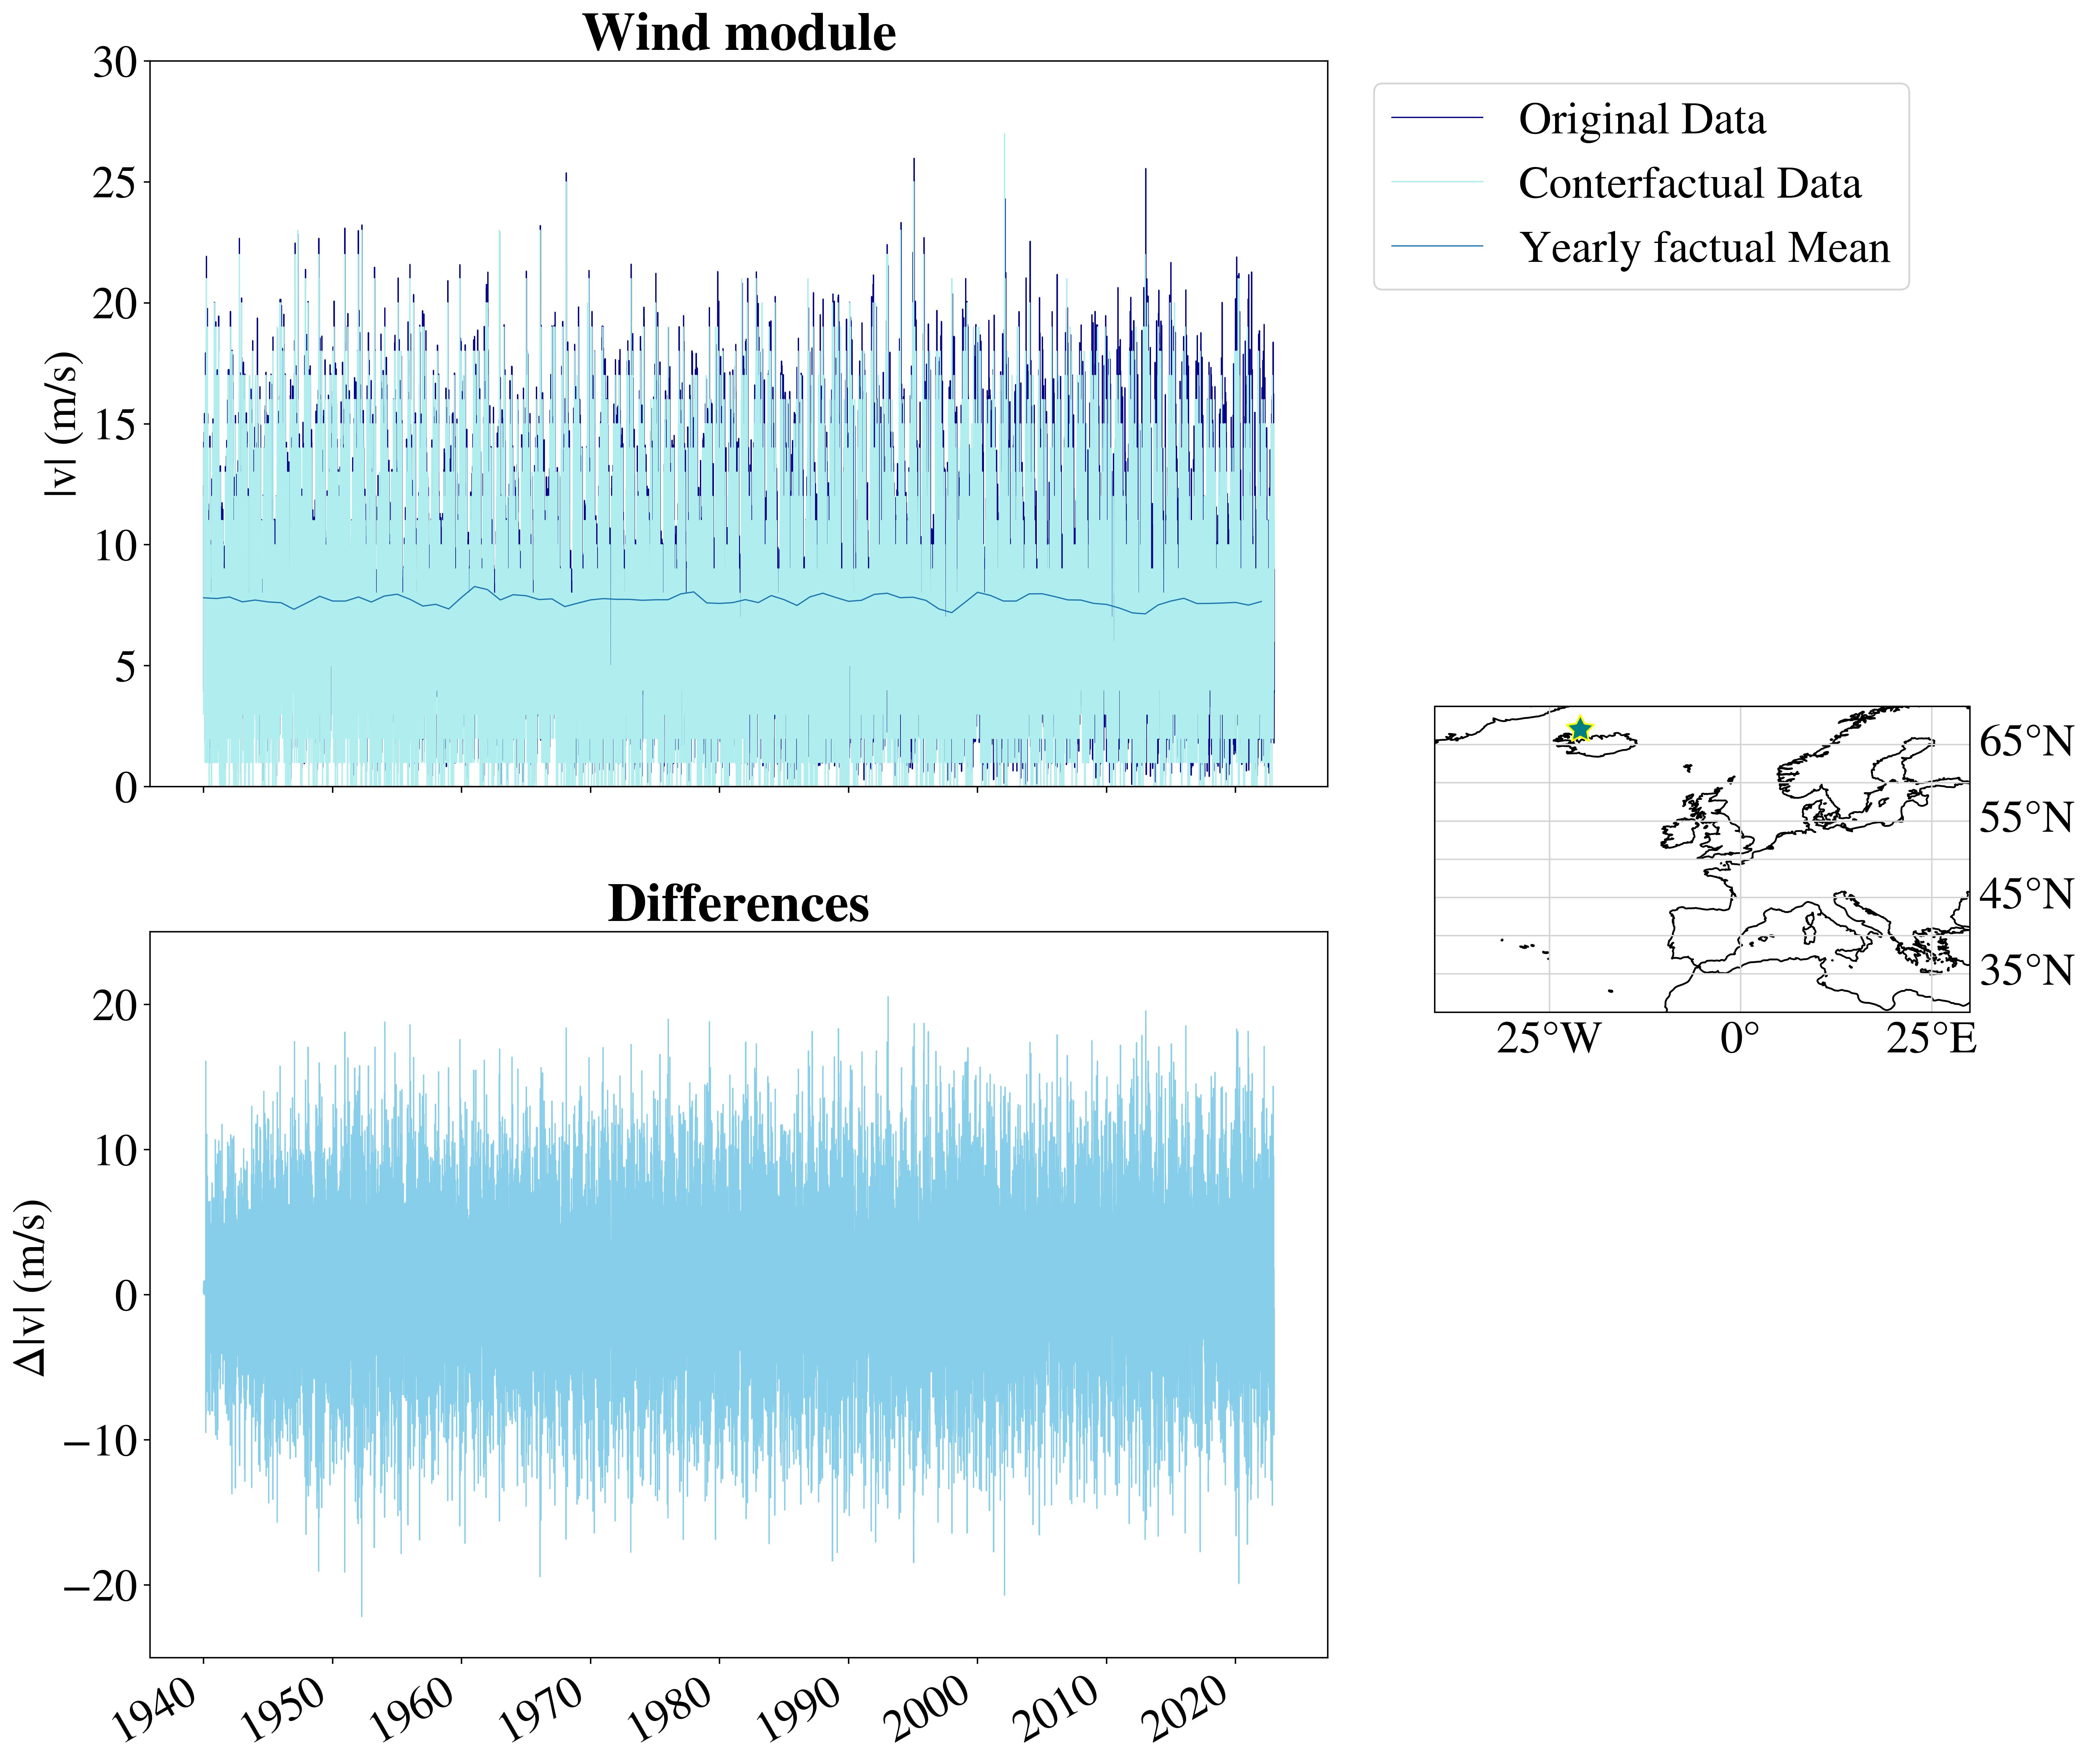 Wind module
30
25
20
15
10
5
0
|v| (m/s)
Original Data
Conterfactual Data
Yearly factual Mean
65°N
55°N
45°N
35°N
25°W 0° 25°E
Differences
20
10
0
−10
−20
Δ|v| (m/s)
1940 1950 1960 1970 1980 1990 2000 2010 2020